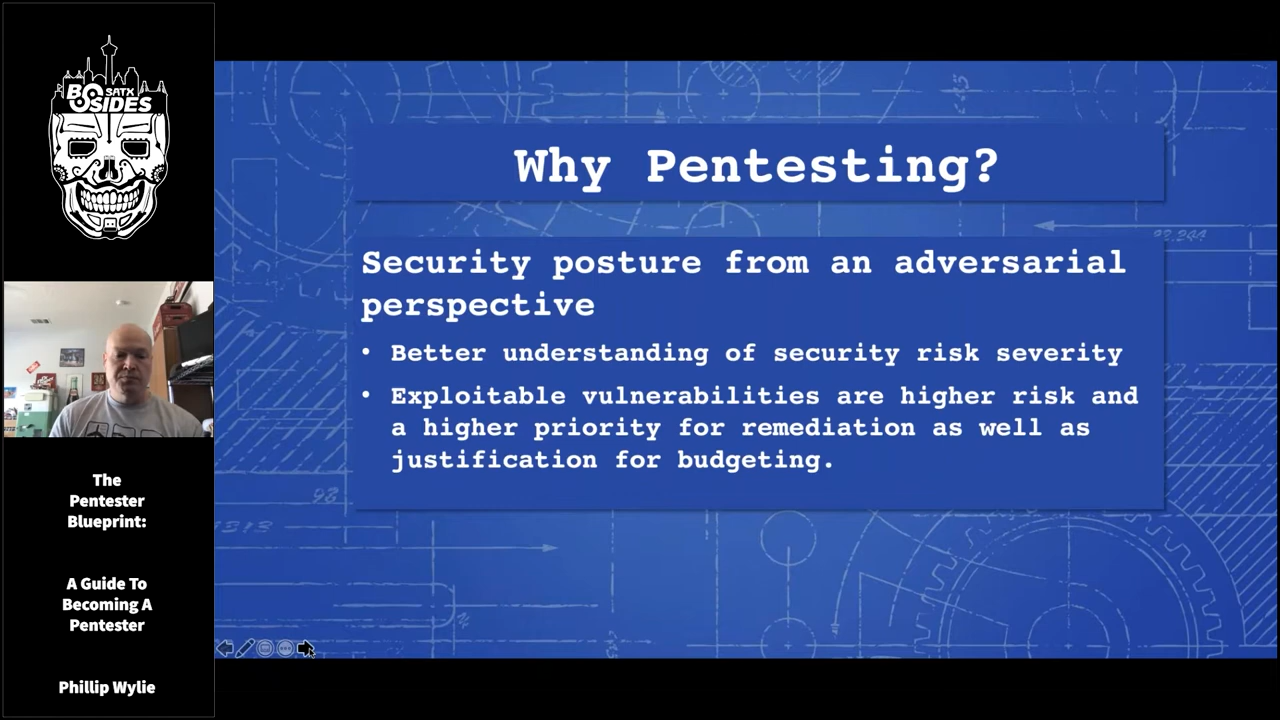 BSIDES
SATX
The
Pentester
Blueprint:
A Guide To
Becoming A
Pentester
Phillip Wylie
Why Pentesting?
Security posture from an adversarial
perspective
• Better understanding of security risk severity
• Exploitable vulnerabilities are higher risk and
a higher priority for remediation as well as
justification for budgeting.